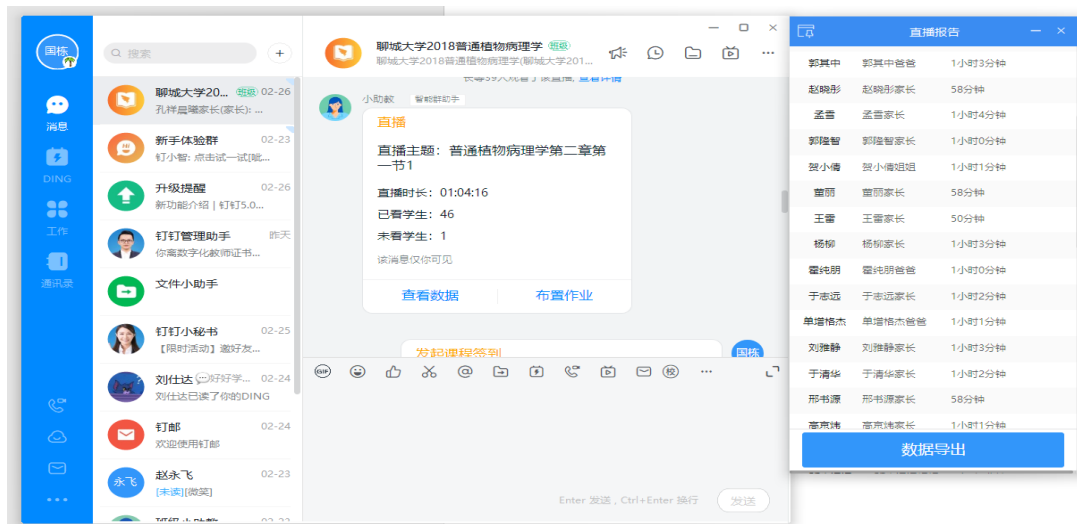 国栋
消息
DING
工作
通讯录
搜索
聊城大学20... 班级 02-26
孔祥晨曦家长(家长): ...
新手体验群 02-23
钉小智: 点击试一试[呲...
升级提醒 02-26
新功能介绍 | 钉钉5.0...
钉钉管理助手 昨天
你离数字化教师证书...
文件小助手
钉钉小秘书 02-25
【限时活动】邀好友...
刘仕达 好好学... 02-24
刘仕达已读了你的DING
钉邮 02-24
欢迎使用钉邮
永飞
赵永飞 02-23
[未读][微笑]
聊城大学2018普通植物病理学 班级
聊城大学2018普通植物病理学(聊城大学201...
小助教 智能群助手
直播
直播主题：普通植物病理学第二章第
一节1
直播时长：01:04:16
已看学生：46
未看学生：1
该消息仅你可见
查看数据 布置作业
发起课程签到
国栋
GIF
校
Enter 发送 , Ctrl+Enter 换行 发送
直播报告
郭其中 郭其中爸爸 1小时3分钟
赵晓彤 赵晓彤家长 58分钟
孟雪 孟雪家长 1小时4分钟
郭隆智 郭隆智家长 1小时0分钟
贺小倩 贺小倩姐姐 1小时1分钟
董丽 董丽家长 58分钟
王雷 王雷家长 50分钟
杨柳 杨柳家长 1小时3分钟
霍纯朋 霍纯朋爸爸 1小时0分钟
于志远 于志远家长 1小时2分钟
单增格杰 单增格杰爸爸 1小时1分钟
刘雅静 刘雅静家长 1小时3分钟
于清华 于清华家长 1小时2分钟
邢书源 邢书源家长 58分钟
1小时1分钟
数据导出